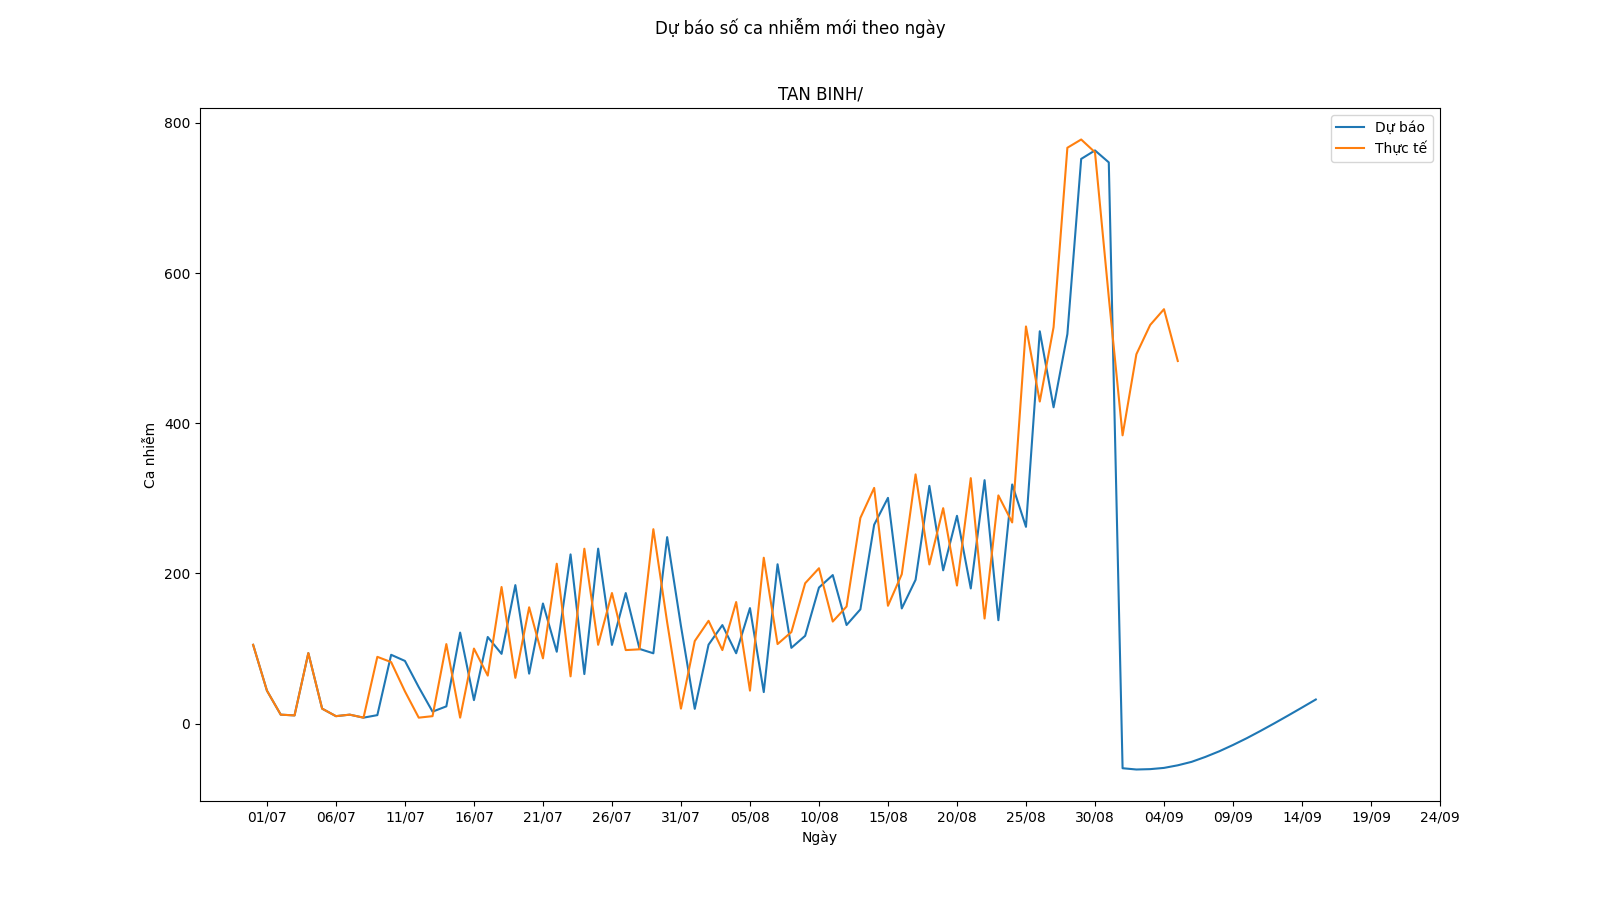 Dự báo số ca nhiễm mới theo ngày
TAN BINH/
Dự báo
Thực tế
800
600
400
200
0
Ca nhiễm
01/07 06/07 11/07 16/07 21/07 26/07 31/07 05/08 10/08 15/08 20/08 25/08 30/08 04/09 09/09 14/09 19/09 24/09
Ngày